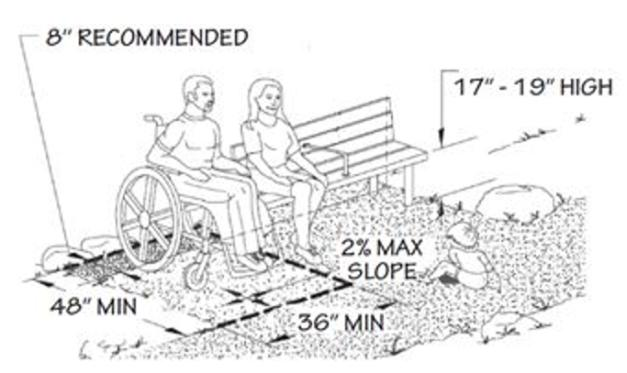 8" RECOMMENDED
17" - 19" HIGH
2% MAX
SLOPE
48" MIN
36" MIN